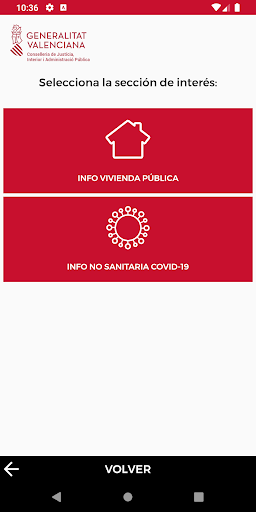 10:36
GENERALITAT
VALENCIANA
Conselleria de Justícia,
Interior i Administració Pública
Selecciona la sección de interés:
INFO VIVIENDA PÚBLICA
INFO NO SANITARIA COVID-19
VOLVER